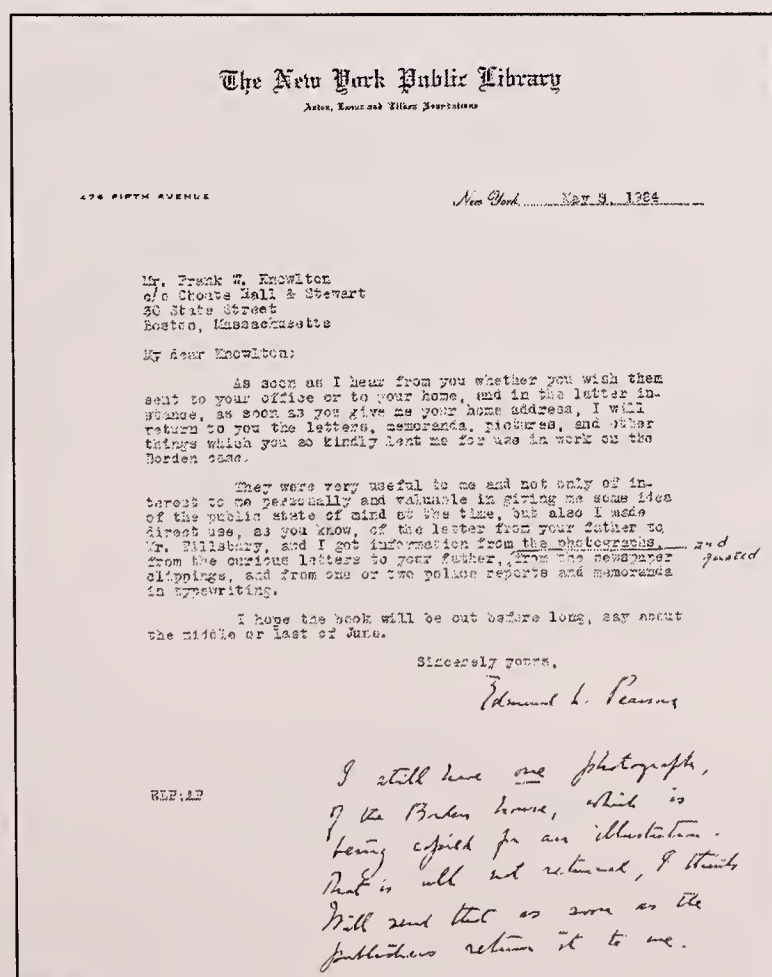 The New York Public Library
Astor, Lenox and Tilden Foundations
476 FIFTH AVENUE
New York May 3, 1924
Mr. Frank W. Knowlton
c/o Choate Hall & Stewart
30 State Street
Boston, Massachusetts
My dear Knowlton:
As soon as I hear from you whether you wish them
sent to your office or to your home, and in the latter in-
stance, as soon as you give me your home address, I will
return to you the letters, memoranda, pictures, and other
things which you so kindly lent me for use in work on the
Borden case.
They were very useful to me and not only of in-
terest to me personally and valuable in giving me some idea
of the public state of mind at the time, but also I made
direct use, as you know, of the letter from your father to
Mr. Pillsbury, and I got information from the photographs,
and
quoted
from the curious letters to your father, from the newspaper
clippings, and from one or two police reports and memoranda
in typewriting.
I hope the book will be out before long, say about
the middle or last of June.
Sincerely yours,
Edmund L. Pearson
ELP:AP
I still have one photograph,
of the Borden house, which is
being copied for an illustration.
That is all not returned, I think
Will send that as soon as the
publishers return it to me.